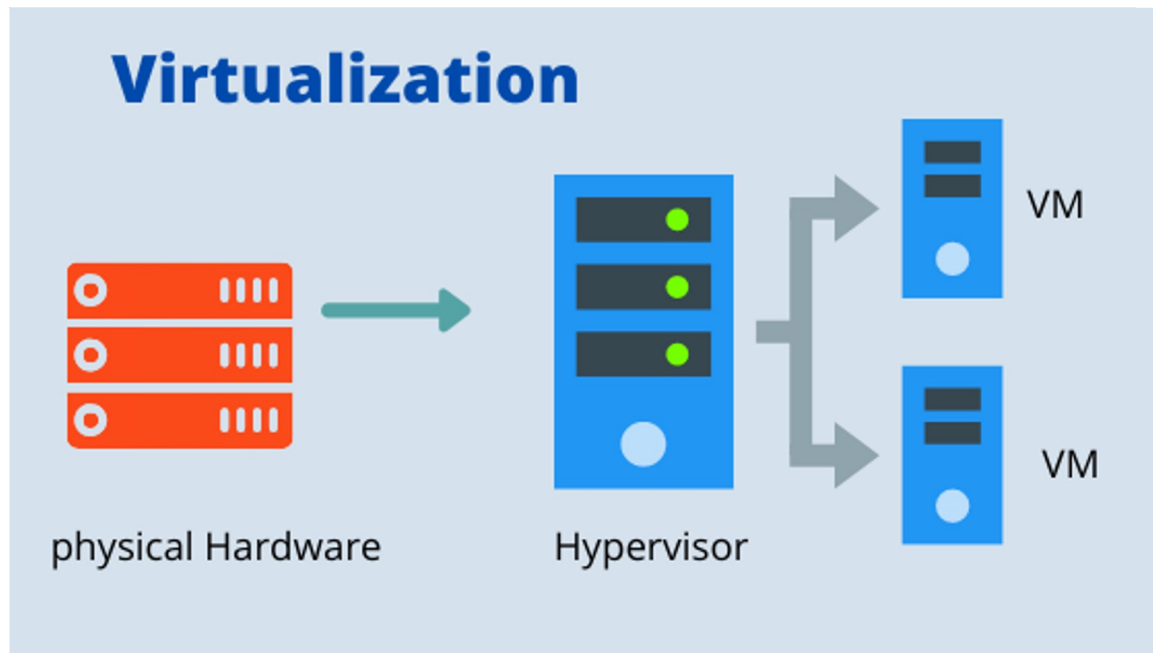 Virtualization
VM
VM
physical Hardware
Hypervisor